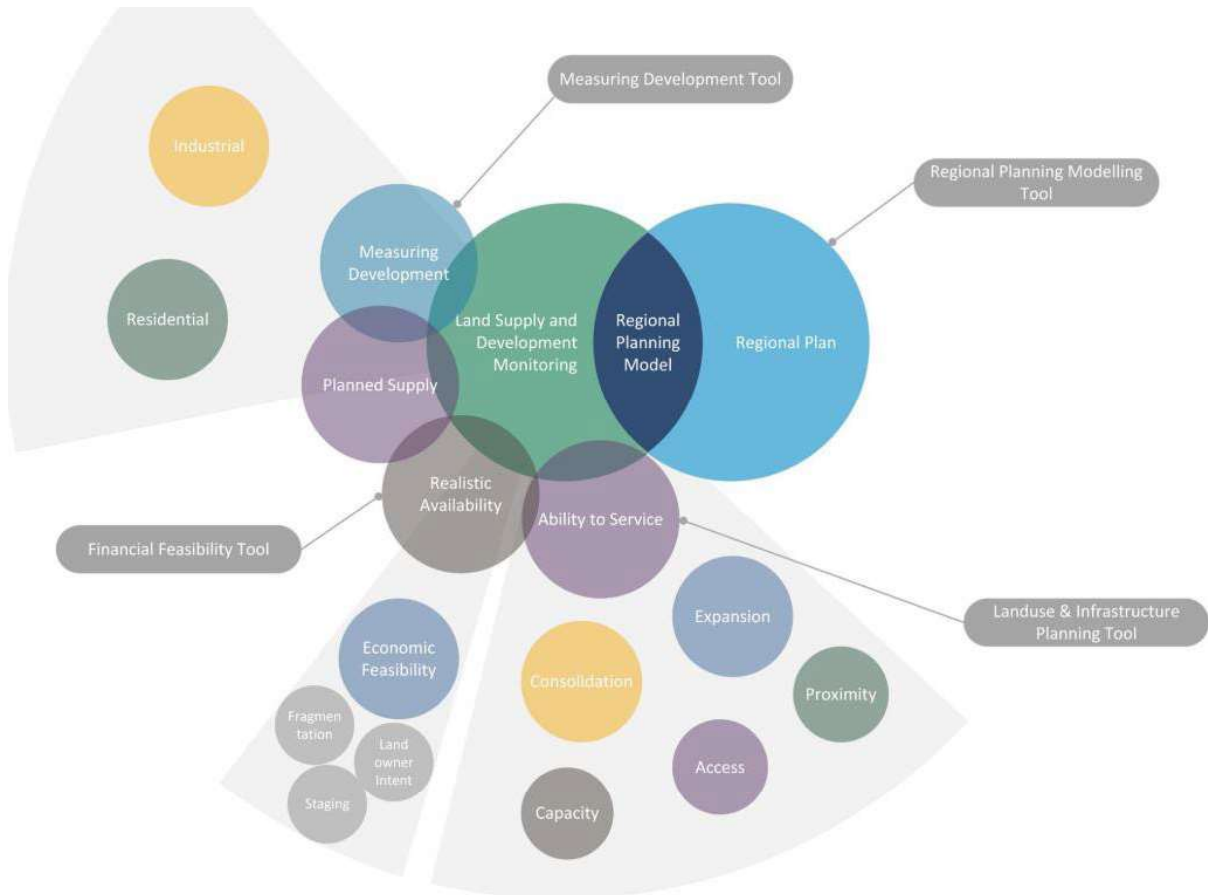 Measuring Development Tool
Industrial
Regional Planning Modelling
Tool
Measuring
Development
Residential
Land Supply and
Development
Monitoring
Regional
Planning
Model
Regional Plan
Planned Supply
Realistic
Availability
Ability to Service
Financial Feasibility Tool
Landuse & Infrastructure
Planning Tool
Economic
Feasibility
Expansion
Consolidation
Proximity
Fragmen
tation
Land
owner
Intent
Access
Staging
Capacity